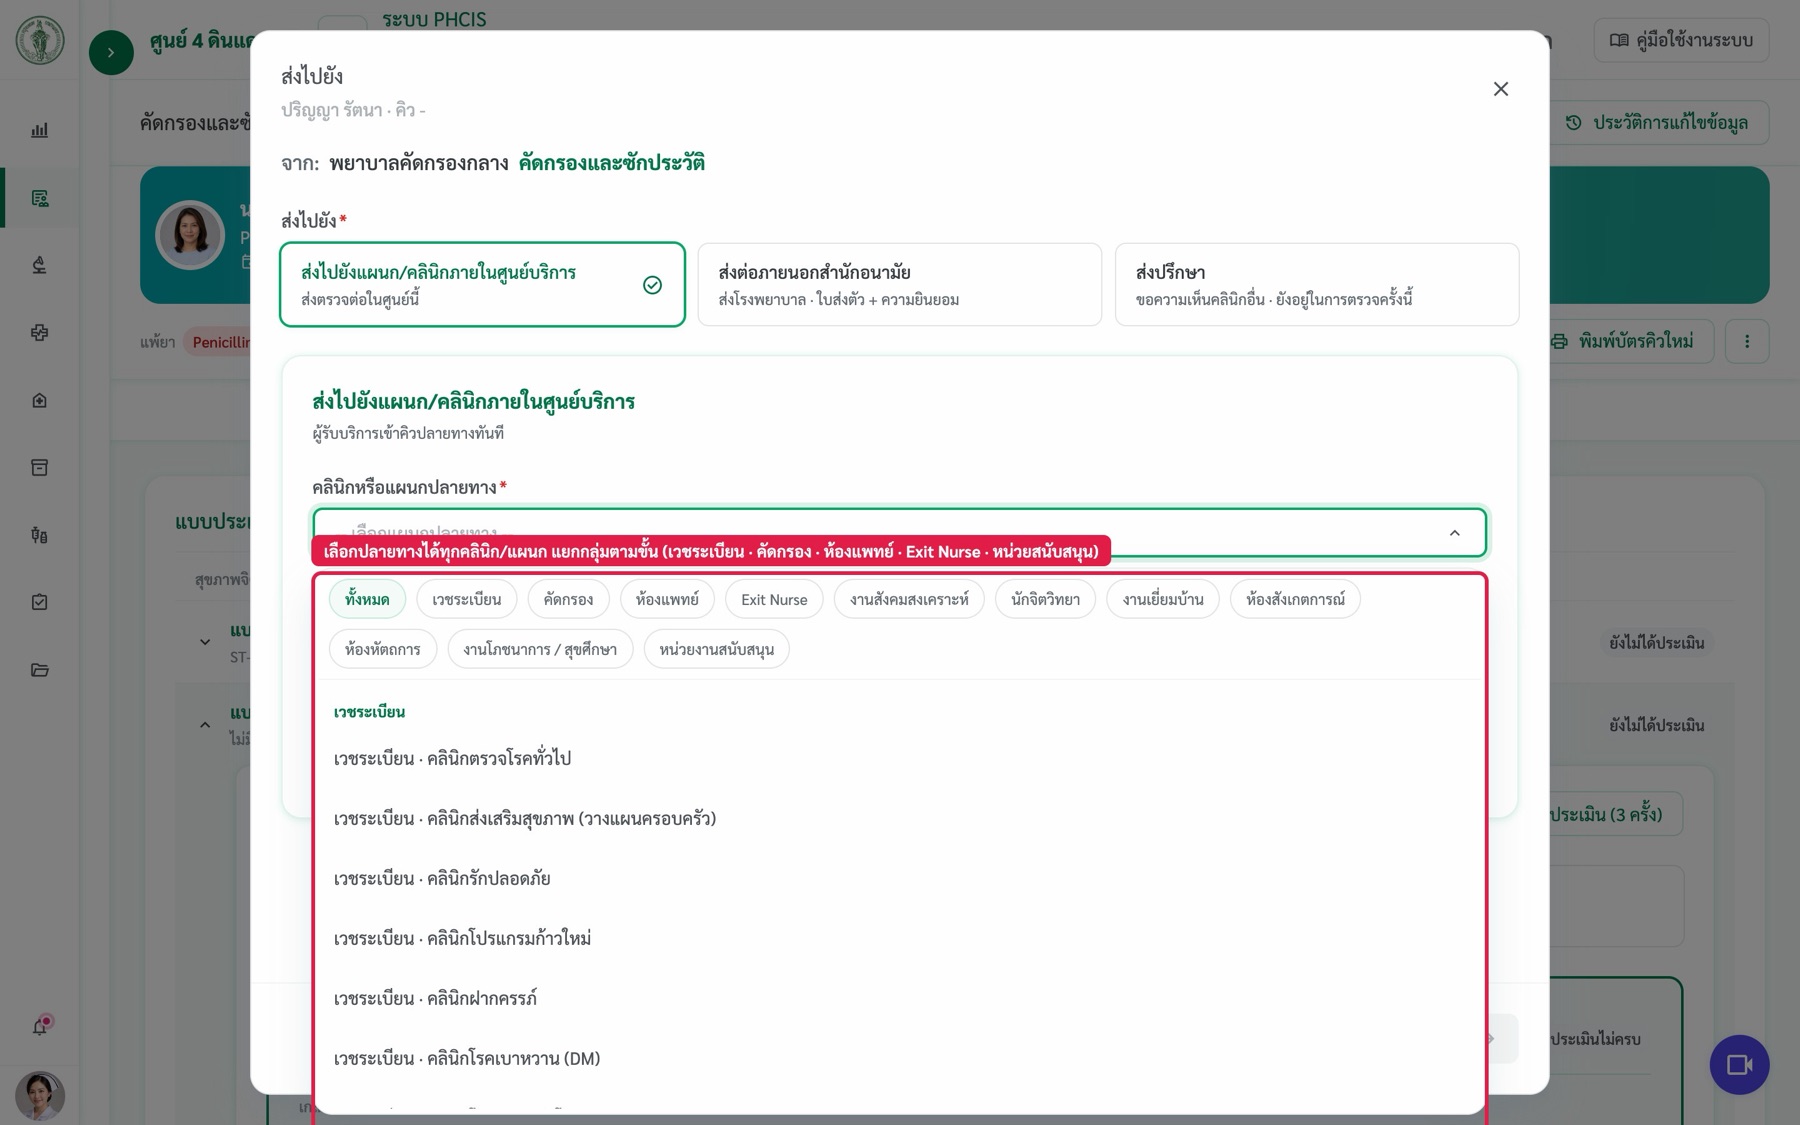 ระบบ PHCIS
ศูนย์ 4 ดินแด
คู่มือใช้งานระบบ
ส่งไปยัง
ปริญญา รัตนา · คิว -
คัดกรองและซั
ประวัติการแก้ไขข้อมูล
จาก: พยาบาลคัดกรองกลาง คัดกรองและซักประวัติ
ส่งไปยัง*
ส่งไปยังแผนก/คลินิกภายในศูนย์บริการ
ส่งตรวจต่อในศูนย์นี้
ส่งต่อภายนอกสำนักอนามัย
ส่งโรงพยาบาล · ใบส่งตัว + ความยินยอม
ส่งปรึกษา
ขอความเห็นคลินิกอื่น · ยังอยู่ในการตรวจครั้งนี้
แพ้ยา Penicillin
พิมพ์บัตรคิวใหม่
ส่งไปยังแผนก/คลินิกภายในศูนย์บริการ
ผู้รับบริการเข้าคิวปลายทางทันที
คลินิกหรือแผนกปลายทาง*
— เลือกแผนกปลายทาง —
เลือกปลายทางได้ทุกคลินิก/แผนก แยกกลุ่มตามขั้น (เวชระเบียน · คัดกรอง · ห้องแพทย์ · Exit Nurse · หน่วยสนับสนุน)
ทั้งหมด เวชระเบียน คัดกรอง ห้องแพทย์ Exit Nurse งานสังคมสงเคราะห์ นักจิตวิทยา งานเยี่ยมบ้าน ห้องสังเกตการณ์
ห้องหัตถการ งานโภชนาการ / สุขศึกษา หน่วยงานสนับสนุน
แบบประเ
สุขภาพจิ
แบ
ST-
ยังไม่ได้ประเมิน
แบ
ไม่มี
ยังไม่ได้ประเมิน
เวชระเบียน
เวชระเบียน · คลินิกตรวจโรคทั่วไป
เวชระเบียน · คลินิกส่งเสริมสุขภาพ (วางแผนครอบครัว)
ประเมิน (3 ครั้ง)
เวชระเบียน · คลินิกรักปลอดภัย
เวชระเบียน · คลินิกโปรแกรมก้าวใหม่
เวชระเบียน · คลินิกฝากครรภ์
ประเมินไม่ครบ
เวชระเบียน · คลินิกโรคเบาหวาน (DM)